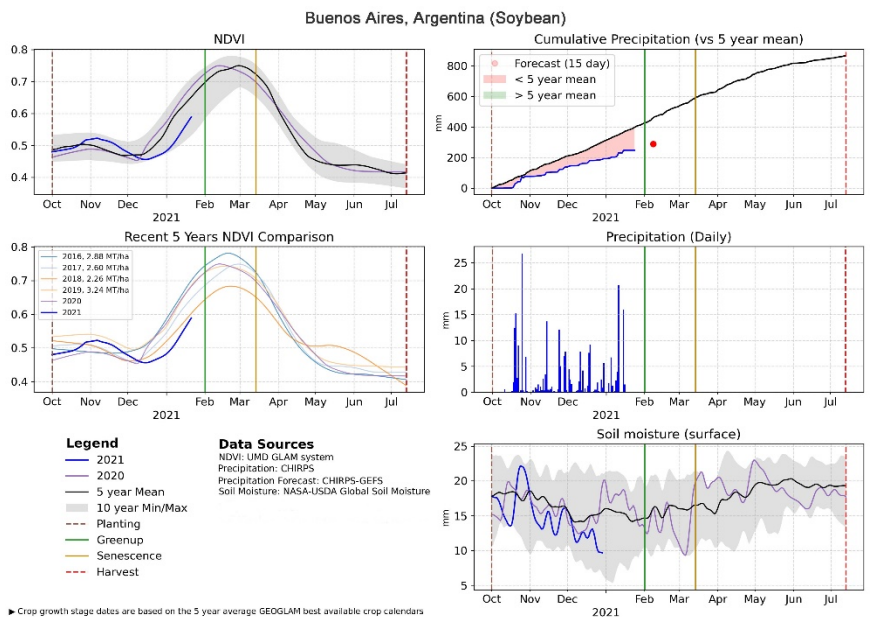 Buenos Aires, Argentina (Soybean)
NDVI
0.8
0.7
0.6
0.5
0.4
Oct Nov Dec Feb Mar Apr May Jun Jul
2021
Cumulative Precipitation (vs 5 year mean)
Forecast (15 day)
< 5 year mean
> 5 year mean
mm
800
600
400
200
0
Oct Nov Dec Feb Mar Apr May Jun Jul
2021
Recent 5 Years NDVI Comparison
2016, 2.88 MT/ha
2017, 2.60 MT/ha
2018, 2.26 MT/ha
2019, 3.24 MT/ha
2020
2021
0.8
0.7
0.6
0.5
0.4
Oct Nov Dec Feb Mar Apr May Jun Jul
2021
Precipitation (Daily)
mm
25
20
15
10
5
0
Oct Nov Dec Feb Mar Apr May Jun Jul
2021
Legend
2021
2020
5 year Mean
10 year Min/Max
Planting
Greenup
Senescence
Harvest
Data Sources
NDVI: UMD GLAM system
Precipitation: CHIRPS
Precipitation Forecast: CHIRPS-GEFS
Soil Moisture: NASA-USDA Global Soil Moisture
Soil moisture (surface)
mm
25
20
15
10
5
Oct Nov Dec Feb Mar Apr May Jun Jul
2021
▶ Crop growth stage dates are based on the 5 year average GEOGLAM best available crop calendars